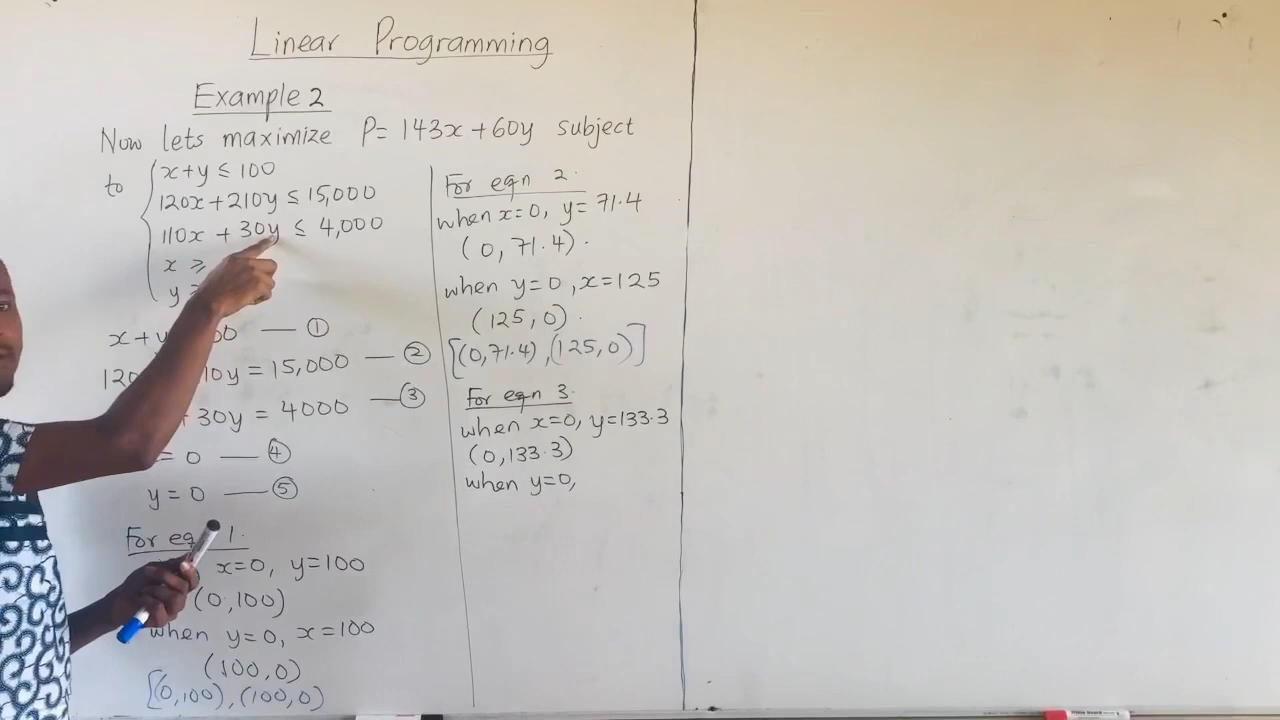 Linear Programming
Example 2
Now lets maximize P= 143x + 60y subject
to
x+y ≤ 100
120x + 210y ≤ 15,000
110x + 30y ≤ 4,000
x ≥
y
x+y 00 —— ①
120 10y = 15,000 —— ②
+ 30y = 4000 —— ③
= 0 —— ④
y = 0 —— ⑤
For eq 1.
x=0, y=100
(0,100)
when y=0, x=100
(100,0)
[(0,100), (100,0)
For eqn 2.
when x=0, y= 71.4
(0, 71.4).
when y=0, x=125
(125, 0).
[(0,71.4), (125,0)]
For eqn 3.
when x=0, y=133.3
(0,133.3)
when y=0,